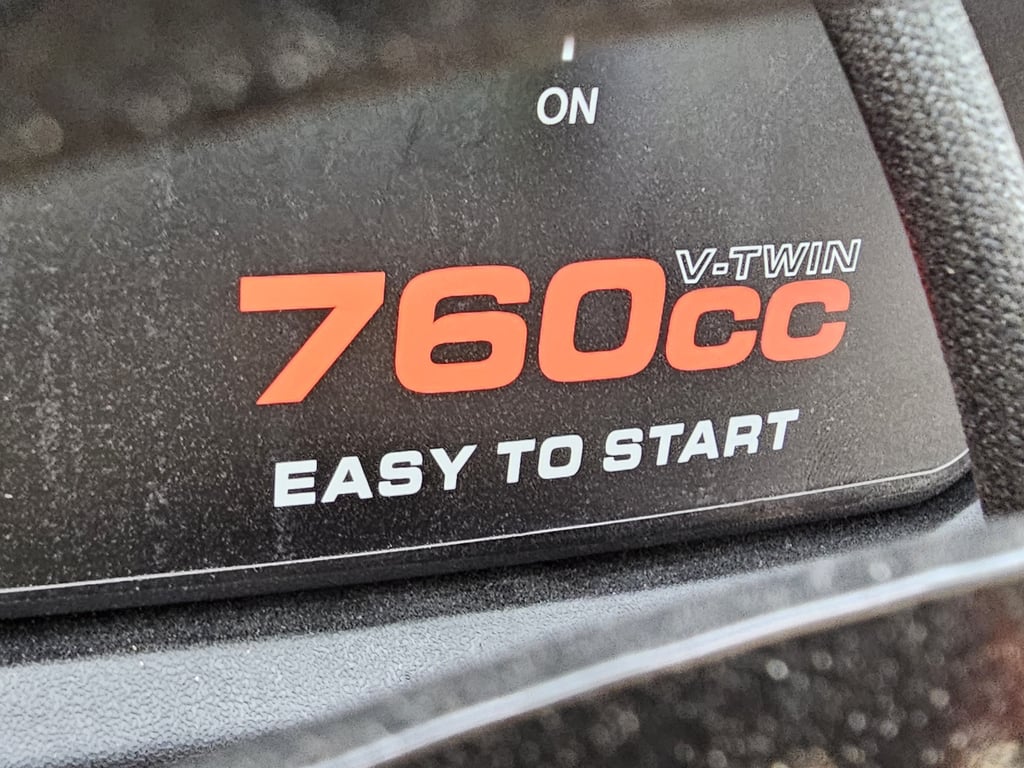 ON
V-TWIN
760cc
EASY TO START